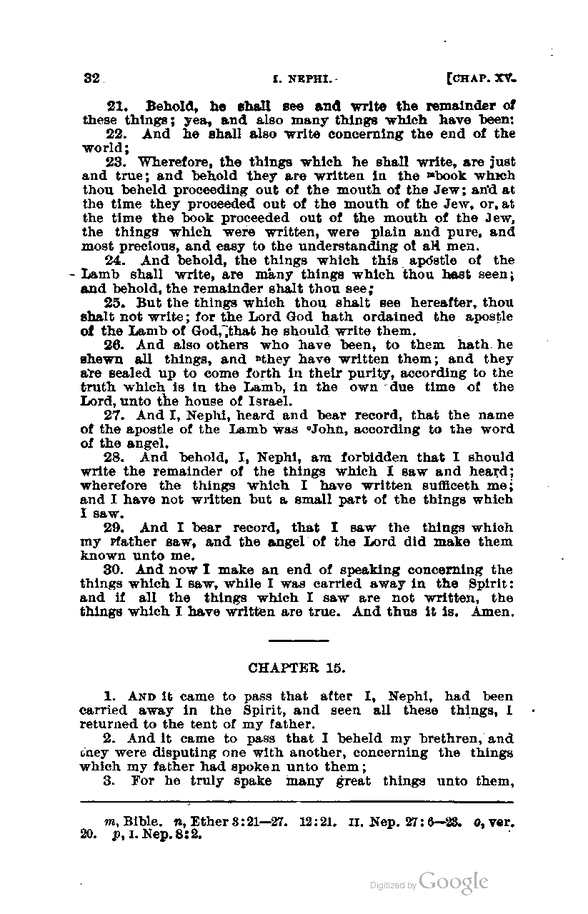 32 I. NEPHI. [CHAP. XV.
21. Behold, he shall see and write the remainder of
these things; yea, and also many things which have been:
22. And he shall also write concerning the end of the
world;
23. Wherefore, the things which he shall write, are just
and true; and behold they are written in the ᵐbook which
thou beheld proceeding out of the mouth of the Jew; and at
the time they proceeded out of the mouth of the Jew, or, at
the time the book proceeded out of the mouth of the Jew,
the things which were written, were plain and pure, and
most precious, and easy to the understanding of all men.
24. And behold, the things which this apostle of the
Lamb shall write, are many things which thou hast seen;
and behold, the remainder shalt thou see;
25. But the things which thou shalt see hereafter, thou
shalt not write; for the Lord God hath ordained the apostle
of the Lamb of God, that he should write them.
26. And also others who have been, to them hath he
shewn all things, and ⁿthey have written them; and they
are sealed up to come forth in their purity, according to the
truth which is in the Lamb, in the own due time of the
Lord, unto the house of Israel.
27. And I, Nephi, heard and bear record, that the name
of the apostle of the Lamb was ᵒJohn, according to the word
of the angel.
28. And behold, I, Nephi, am forbidden that I should
write the remainder of the things which I saw and heard;
wherefore the things which I have written sufficeth me;
and I have not written but a small part of the things which
I saw.
29. And I bear record, that I saw the things which
my ᵖfather saw, and the angel of the Lord did make them
known unto me.
30. And now I make an end of speaking concerning the
things which I saw, while I was carried away in the Spirit:
and if all the things which I saw are not written, the
things which I have written are true. And thus it is. Amen.
CHAPTER 15.
1. AND it came to pass that after I, Nephi, had been
carried away in the Spirit, and seen all these things, I
returned to the tent of my father.
2. And it came to pass that I beheld my brethren, and
they were disputing one with another, concerning the things
which my father had spoken unto them;
3. For he truly spake many great things unto them,
m, Bible. n, Ether 3:21—27. 12:21. II. Nep. 27:6—23. o, ver.
20. p, I. Nep. 8:2.
Digitized by Google